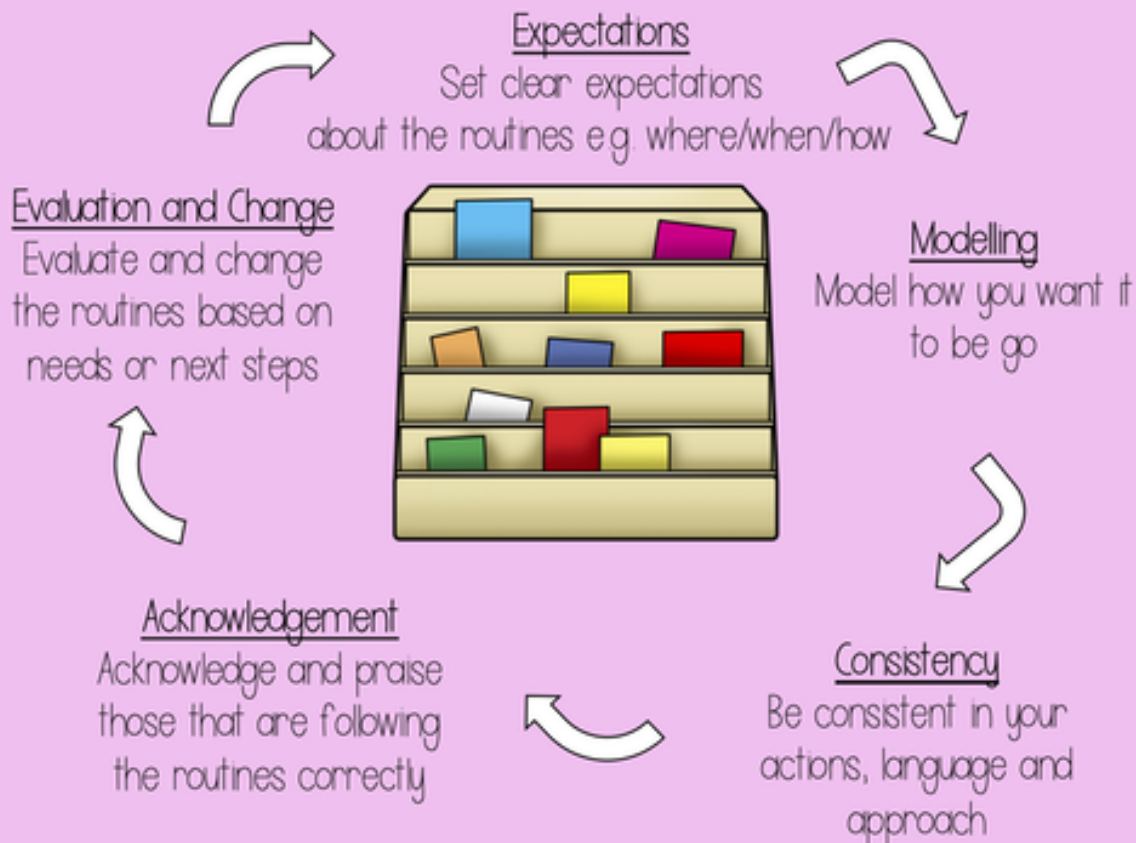 Expectations
Set clear expectations
about the routines e.g. where/when/how
Modelling
Model how you want it
to be go
Consistency
Be consistent in your
actions, language and
approach
Acknowledgement
Acknowledge and praise
those that are following
the routines correctly
Evaluation and Change
Evaluate and change
the routines based on
needs or next steps